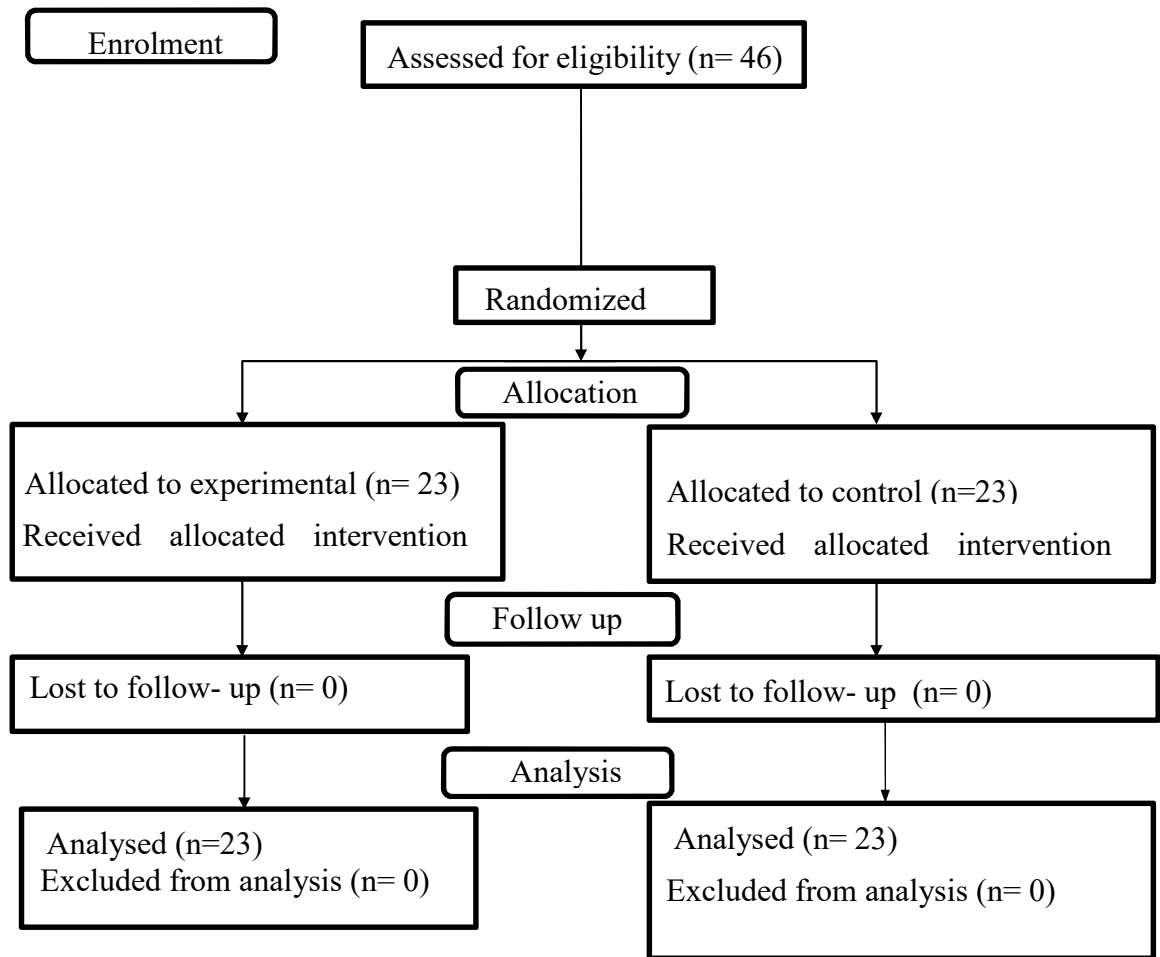 Enrolment
Assessed for eligibility (n= 46)
Randomized
Allocation
Allocated to experimental (n= 23)
Received allocated intervention
Allocated to control (n=23)
Received allocated intervention
Follow up
Lost to follow- up (n= 0)
Lost to follow- up (n= 0)
Analysis
Analysed (n=23)
Excluded from analysis (n= 0)
Analysed (n= 23)
Excluded from analysis (n= 0)